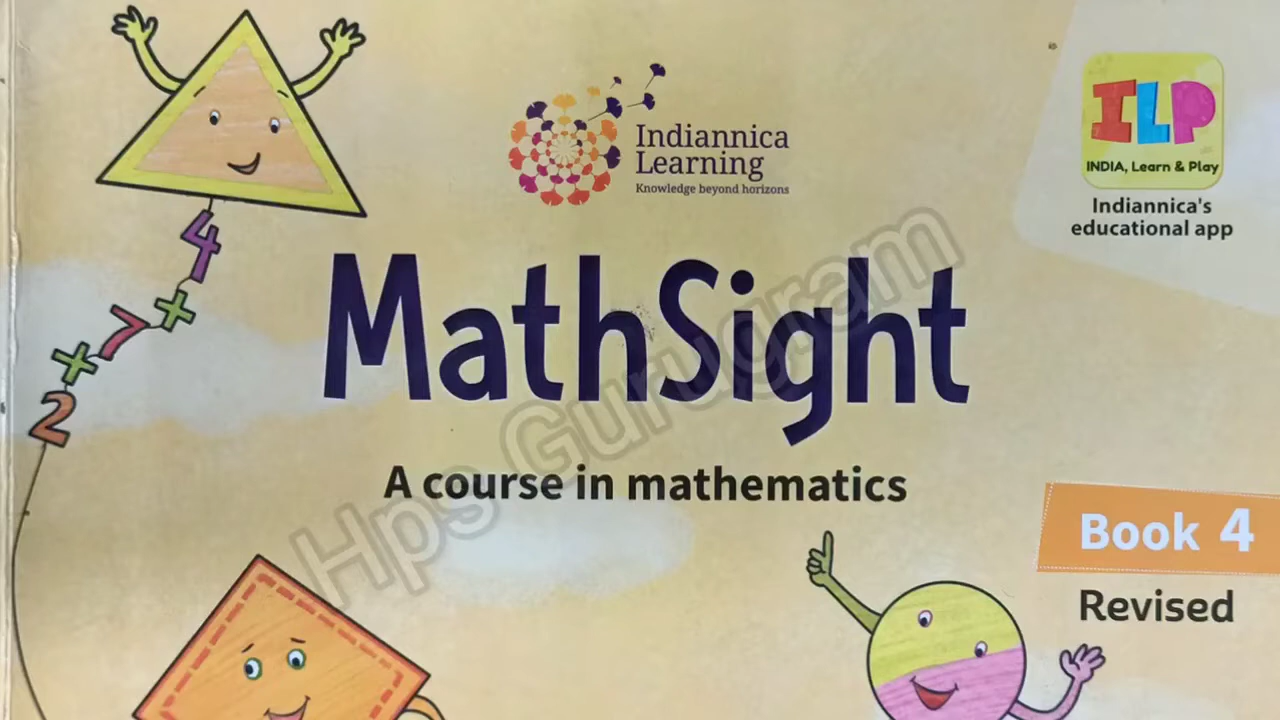 Indiannica
Learning
Knowledge beyond horizons
ILP
INDIA, Learn & Play
Indiannica's
educational app
4
+
7
+
2
MathSight
A course in mathematics
Hps Gurugram
Book 4
Revised